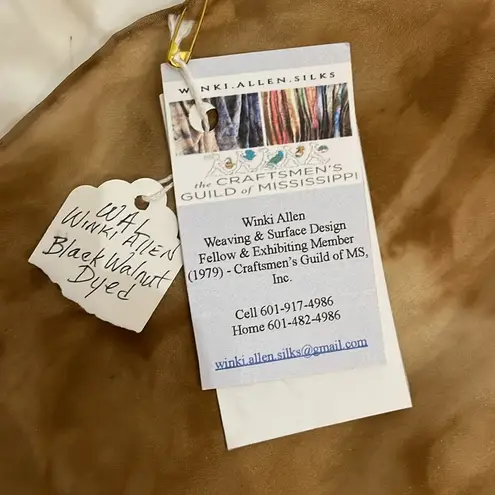 WINKI.ALLEN.SILKS
the CRAFTSMEN'S
GUILD of MISSISSIPPI
Winki Allen
Weaving & Surface Design
Fellow & Exhibiting Member
(1979) - Craftsmen's Guild of MS,
Inc.
Cell 601-917-4986
Home 601-482-4986
winki.allen.silks@gmail.com
WAL
Winki Allen
Black Walnut
Dyed